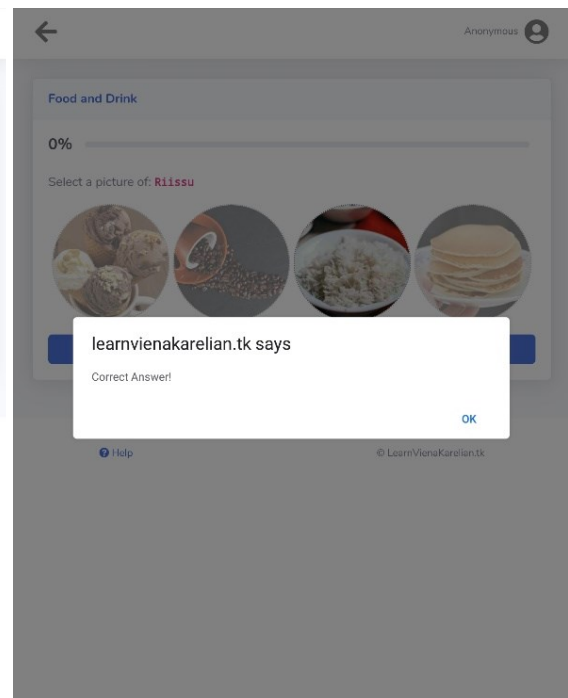 Anonymous
Food and Drink
0%
Select a picture of: Riissu
learnvienakarelian.tk says
Correct Answer!
OK
Help
© LearnVienaKarelian.tk